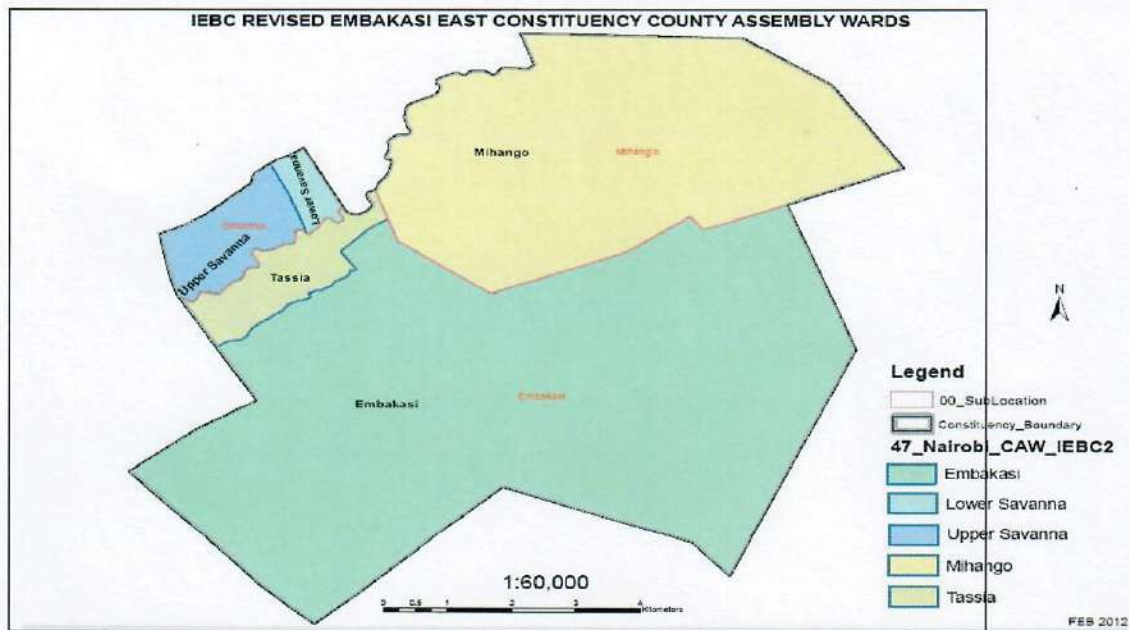 IEBC REVISED EMBAKASI EAST CONSTITUENCY COUNTY ASSEMBLY WARDS
Mihango
Mihango
Lower Savanna
Savanna
Upper Savanna
Tassia
N
Embakasi
Embakasi
Legend
00_SubLocation
Constituency_Boundary
47_Nairobi_CAW_IEBC2
Embakasi
Lower Savanna
Upper Savanna
Mihango
Tassia
1:60,000
0 0.5 1 2 3 4
Kilometers
FEB 2012